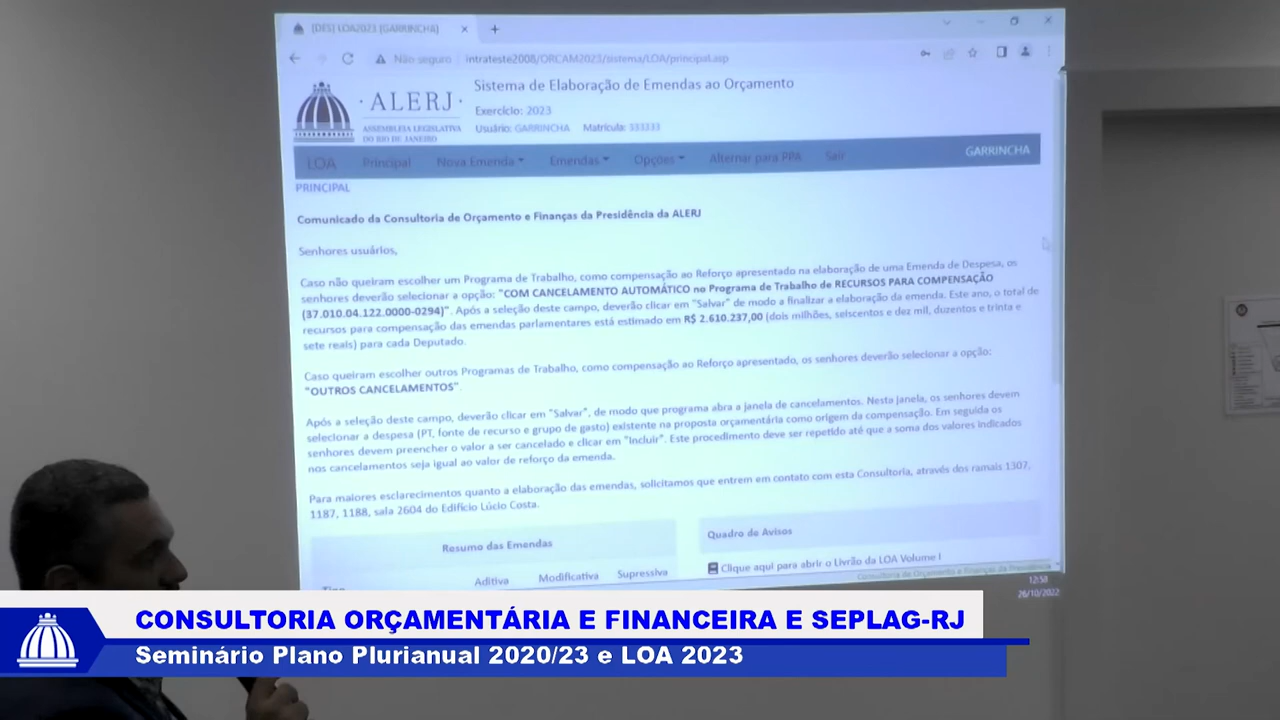 [DES] LOA2023 [GARRINCHA]
Não seguro intrateste2008/ORCAM2023/sistema/LOA/principal.asp
· ALERJ ·
ASSEMBLEIA LEGISLATIVA
DO RIO DE JANEIRO
Sistema de Elaboração de Emendas ao Orçamento
Exercício: 2023
Usuário: GARRINCHA Matrícula: 333333
LOA Principal Nova Emenda Emendas Opções Alternar para PPA Sair GARRINCHA
PRINCIPAL
Comunicado da Consultoria de Orçamento e Finanças da Presidência da ALERJ
Senhores usuários,
Caso não queiram escolher um Programa de Trabalho, como compensação ao Reforço apresentado na elaboração de uma Emenda de Despesa, os
senhores deverão selecionar a opção: "COM CANCELAMENTO AUTOMÁTICO no Programa de Trabalho de RECURSOS PARA COMPENSAÇÃO
(37.010.04.122.0000-0294)". Após a seleção deste campo, deverão clicar em "Salvar" de modo a finalizar a elaboração da emenda. Este ano, o total de
recursos para compensação das emendas parlamentares está estimado em R$ 2.610.237,00 (dois milhões, seiscentos e dez mil, duzentos e trinta e
sete reais) para cada Deputado.
Caso queiram escolher outros Programas de Trabalho, como compensação ao Reforço apresentado, os senhores deverão selecionar a opção:
"OUTROS CANCELAMENTOS".
Após a seleção deste campo, deverão clicar em "Salvar", de modo que programa abra a janela de cancelamentos. Nesta janela, os senhores devem
selecionar a despesa (PT, fonte de recurso e grupo de gasto) existente na proposta orçamentária como origem da compensação. Em seguida os
senhores devem preencher o valor a ser cancelado e clicar em "Incluir". Este procedimento deve ser repetido até que a soma dos valores indicados
nos cancelamentos seja igual ao valor de reforço da emenda.
Para maiores esclarecimentos quanto a elaboração das emendas, solicitamos que entrem em contato com esta Consultoria, através dos ramais 1307,
1187, 1188, sala 2604 do Edifício Lúcio Costa.
Resumo das Emendas
Quadro de Avisos
Tipo Aditiva Modificativa Supressiva
Clique aqui para abrir o Livrão da LOA Volume I
Consultoria de Orçamento e Finanças da Presidência
12:58
26/10/2022
CONSULTORIA ORÇAMENTÁRIA E FINANCEIRA E SEPLAG-RJ
Seminário Plano Plurianual 2020/23 e LOA 2023